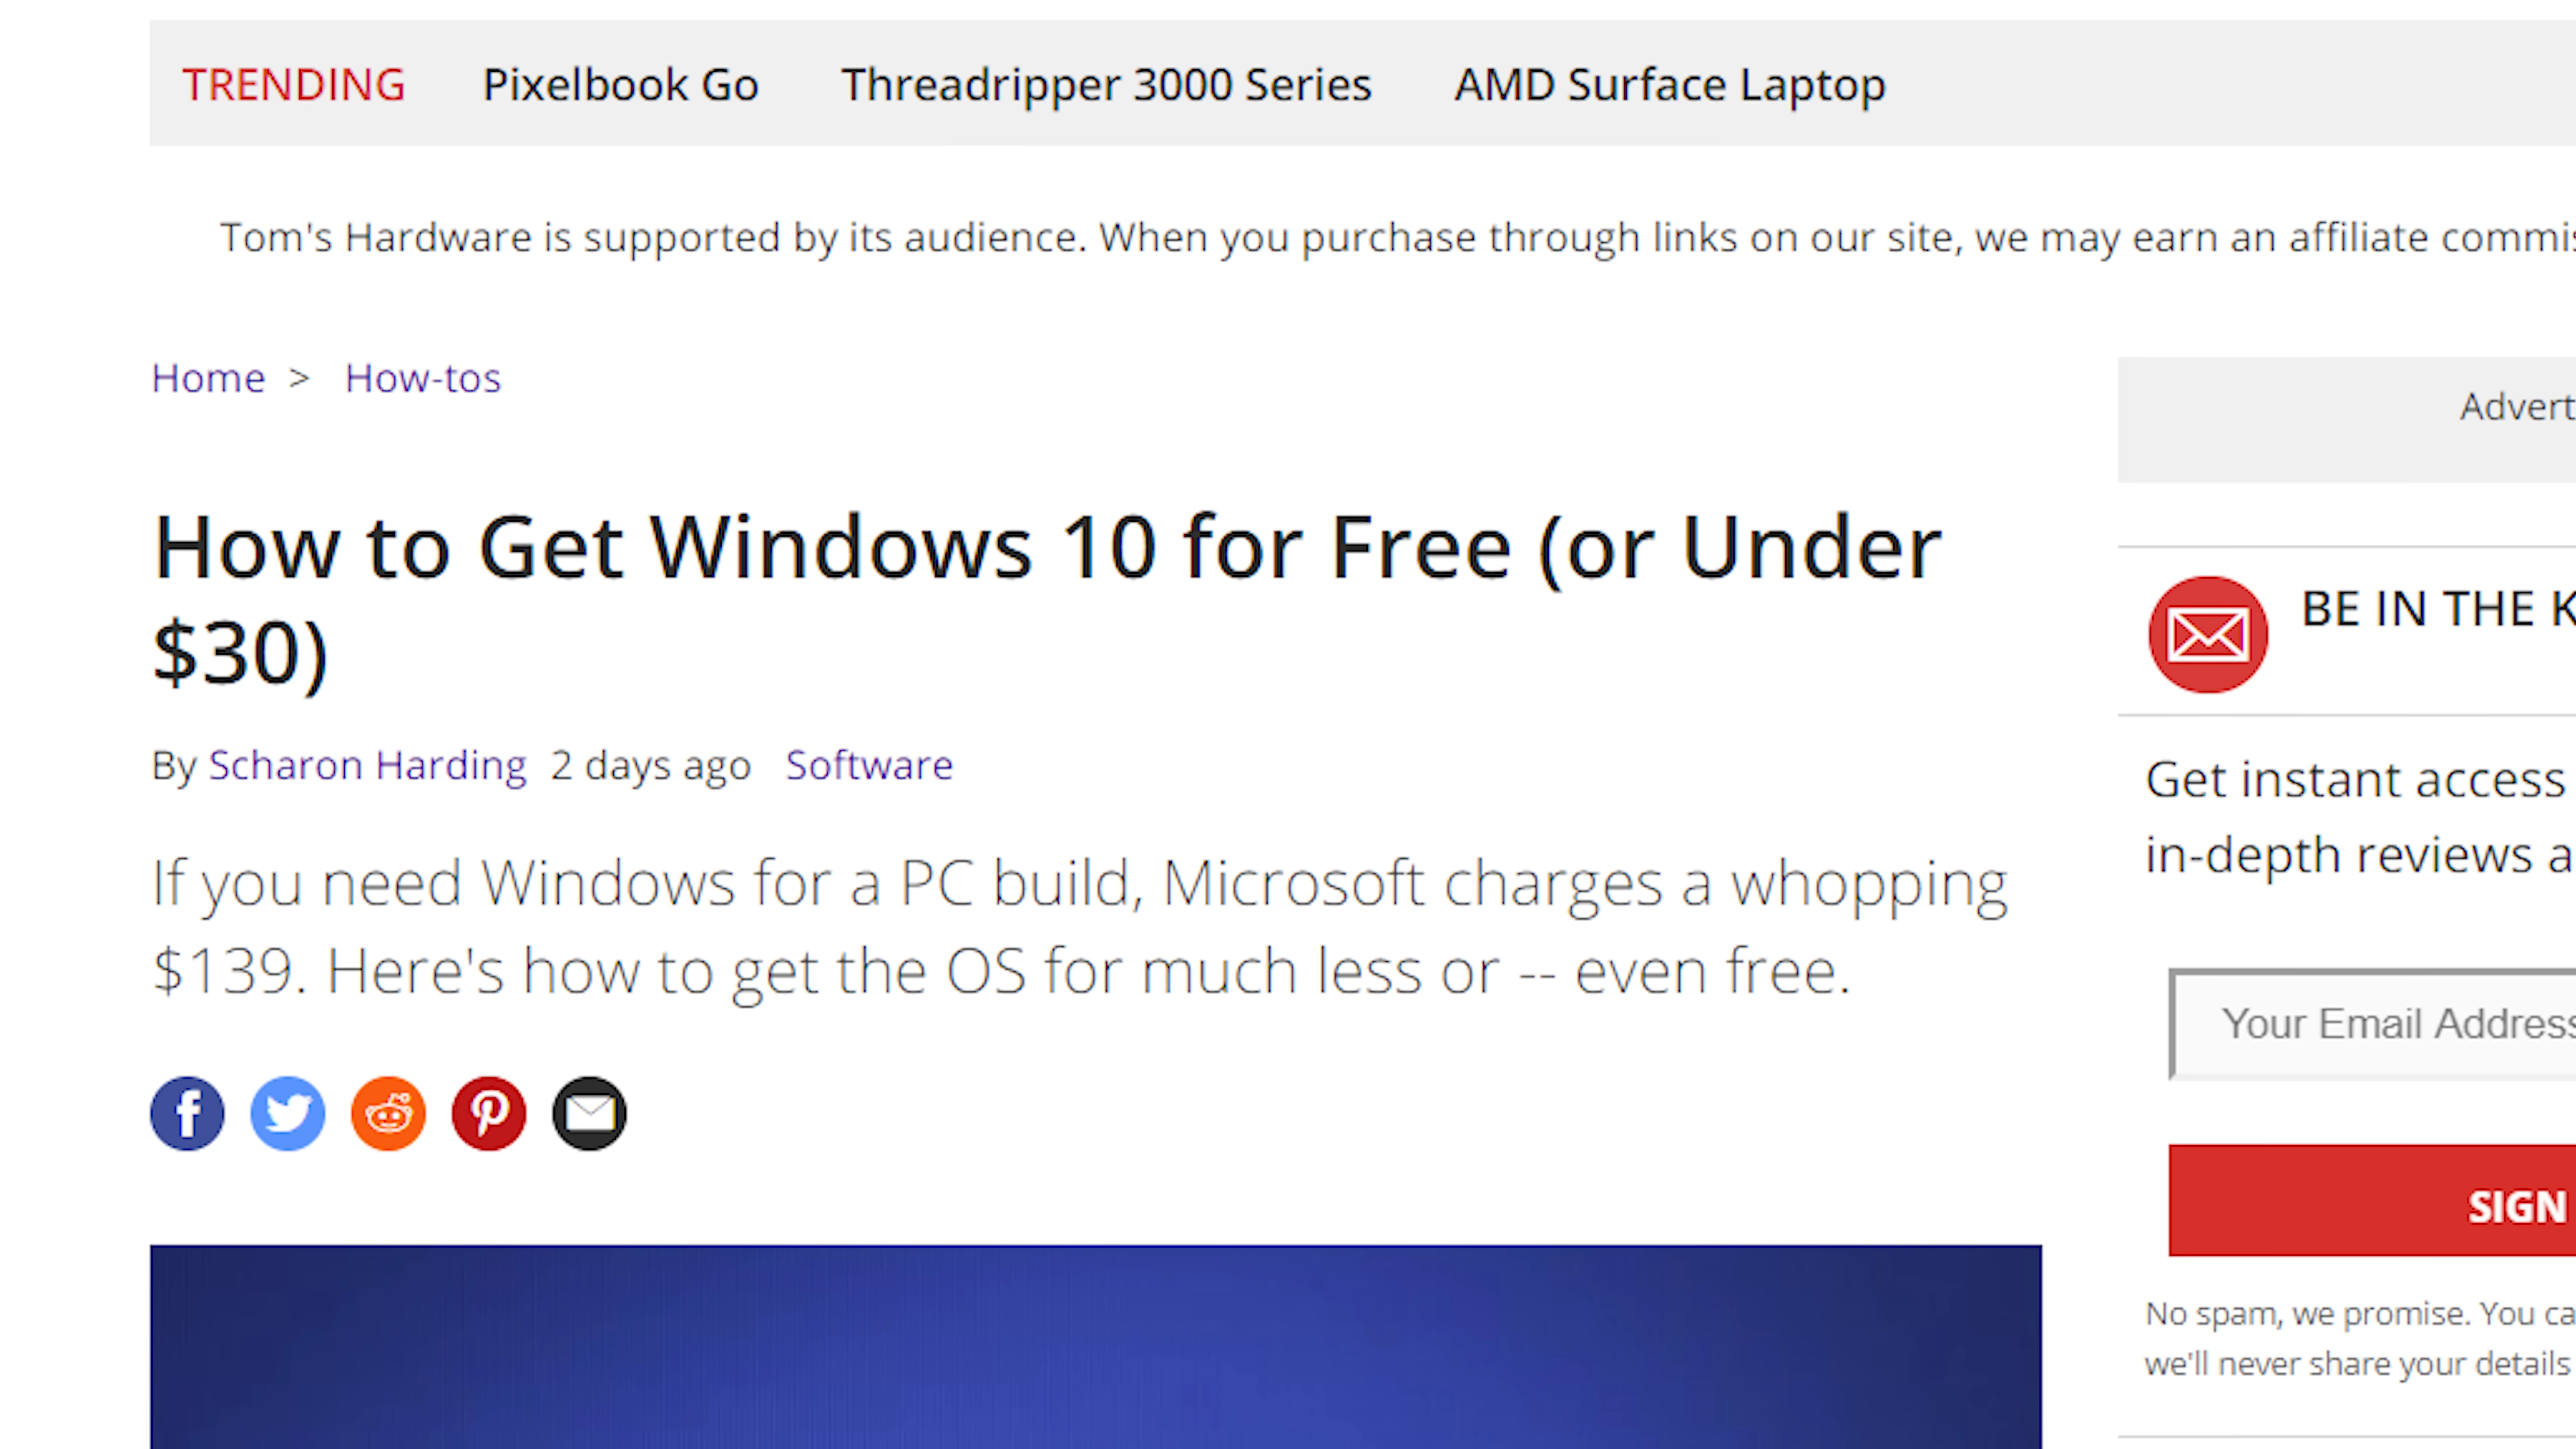 TRENDING Pixelbook Go Threadripper 3000 Series AMD Surface Laptop
Tom's Hardware is supported by its audience. When you purchase through links on our site, we may earn an affiliate
Home > How-tos
How to Get Windows 10 for Free (or Under
$30)
By Scharon Harding 2 days ago Software
If you need Windows for a PC build, Microsoft charges a whopping
$139. Here's how to get the OS for much less or -- even free.
BE IN THE K
Get instant access
in-depth reviews a
Your Email Address
SIGN
No spam, we promise. You ca
we'll never share your details